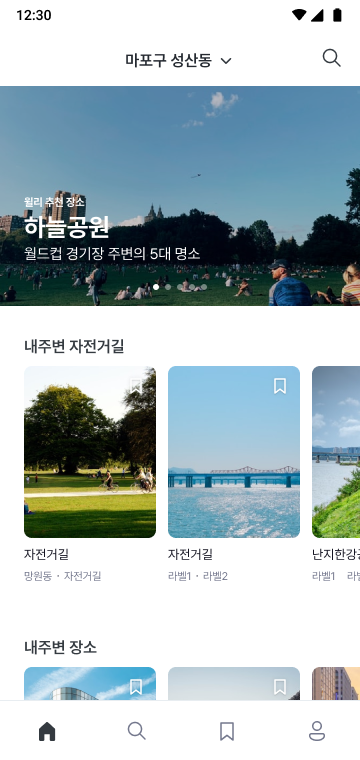 12:30
마포구 성산동
윌리 추천 장소
하늘공원
월드컵 경기장 주변의 5대 명소
내주변 자전거길
자전거길
자전거길
난지한강
망원동 · 자전거길
라벨1 · 라벨2
라벨1
내주변 장소